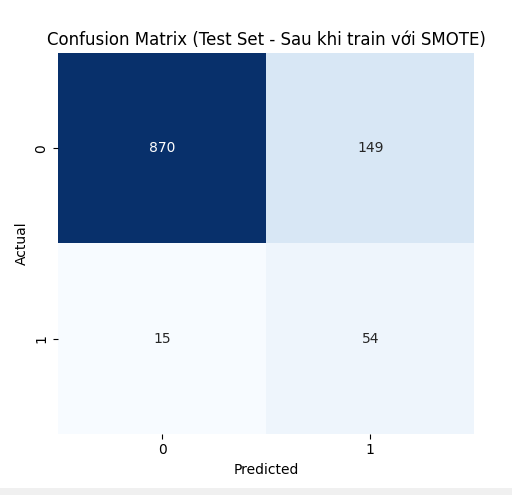 Confusion Matrix (Test Set - Sau khi train với SMOTE)
0
870
149
Actual
1
15
54
0
1
Predicted